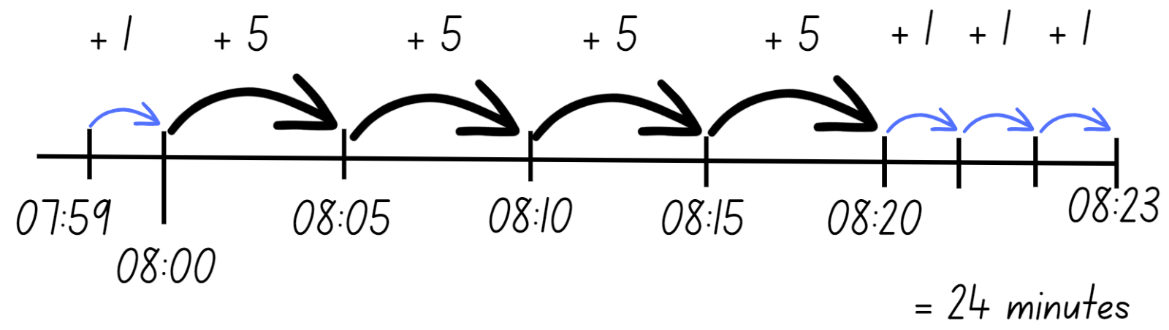 + 1 + 5 + 5 + 5 + 5 + 1 + 1 + 1
07:59 08:05 08:10 08:15 08:20 08:23
08:00
= 24 minutes